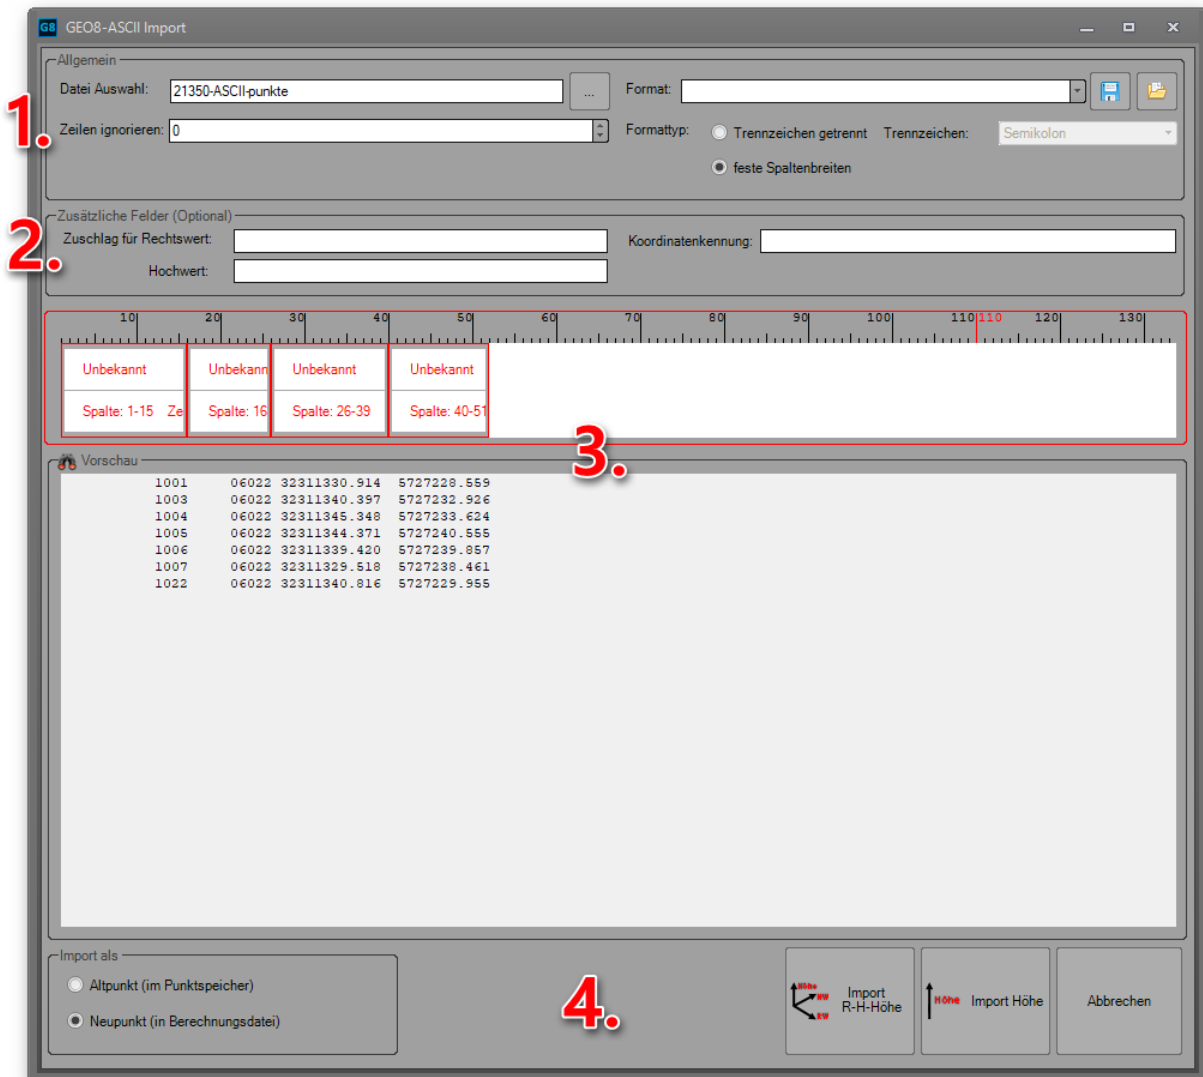 G8 GEO8-ASCII Import
Allgemein
Datei Auswahl: 21350-ASCII-punkte ... Format:
1.
Zeilen ignorieren: 0 Formattyp: Trennzeichen getrennt Trennzeichen: Semikolon
feste Spaltenbreiten
Zusätzliche Felder (Optional)
2.
Zuschlag für Rechtswert: Koordinatenkennung:
Hochwert:
10 20 30 40 50 60 70 80 90 100 110 110 120 130
Unbekannt Unbekann Unbekannt Unbekannt
Spalte: 1-15 Ze Spalte: 16 Spalte: 26-39 Spalte: 40-51
3.
Vorschau
1001 06022 32311330.914 5727228.559
1003 06022 32311340.397 5727232.926
1004 06022 32311345.348 5727233.624
1005 06022 32311344.371 5727240.555
1006 06022 32311339.420 5727239.857
1007 06022 32311329.518 5727238.461
1022 06022 32311340.816 5727229.955
Import als
Altpunkt (im Punktspeicher)
Neupunkt (in Berechnungsdatei)
4.
Höhe HW RW Import R-H-Höhe
Höhe Import Höhe
Abbrechen